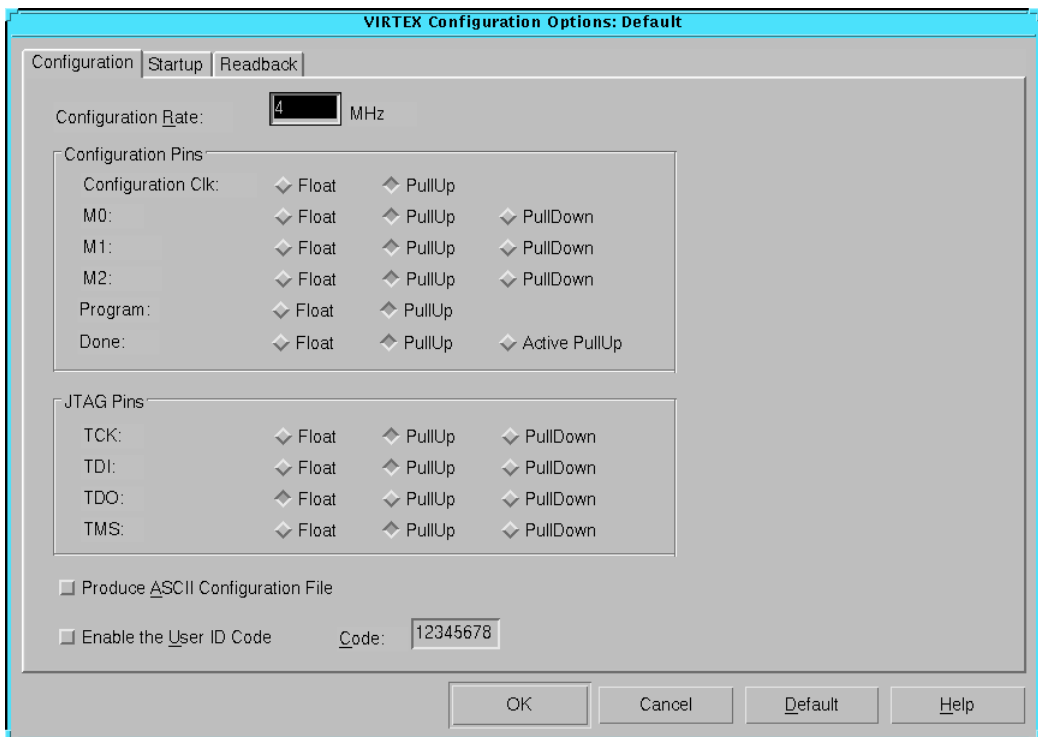 VIRTEX Configuration Options: Default
Configuration Startup Readback
Configuration Rate: 4 MHz
Configuration Pins
Configuration Clk: Float PullUp
M0: Float PullUp PullDown
M1: Float PullUp PullDown
M2: Float PullUp PullDown
Program: Float PullUp
Done: Float PullUp Active PullUp
JTAG Pins
TCK: Float PullUp PullDown
TDI: Float PullUp PullDown
TDO: Float PullUp PullDown
TMS: Float PullUp PullDown
Produce ASCII Configuration File
Enable the User ID Code Code: 12345678
OK Cancel Default Help